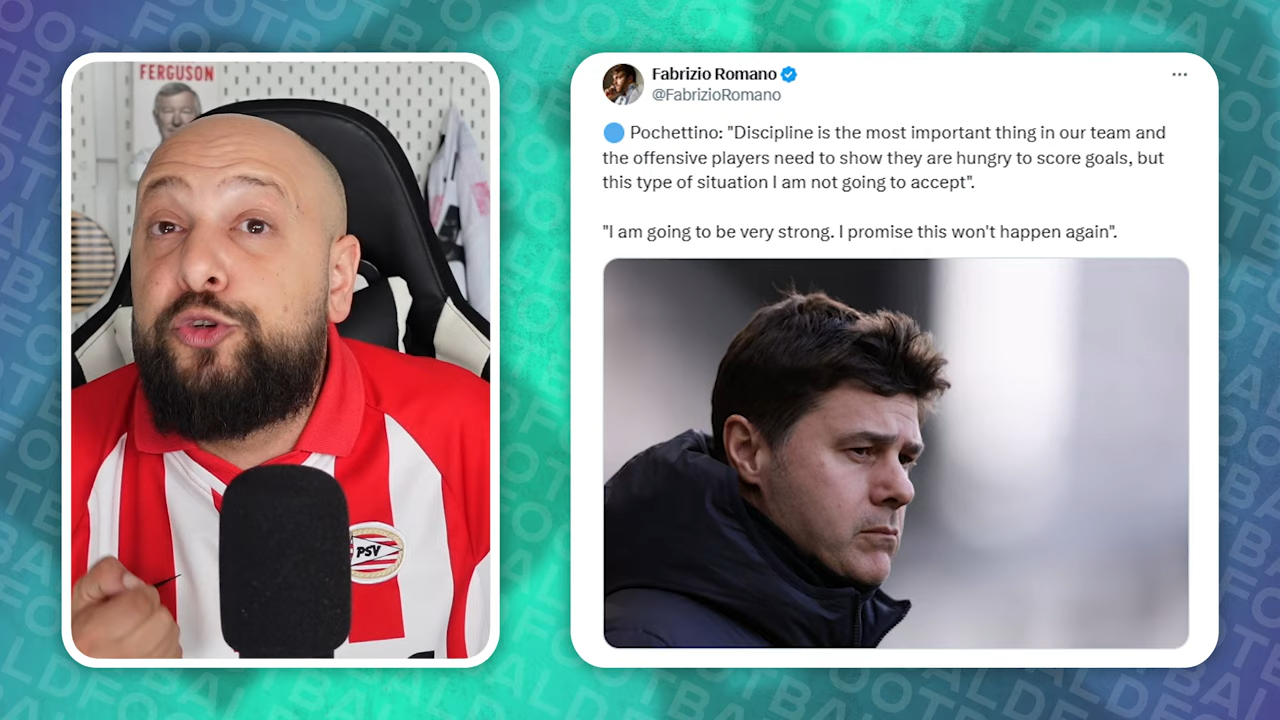 FERGUSON
PSV
Fabrizio Romano
@FabrizioRomano
Pochettino: "Discipline is the most important thing in our team and
the offensive players need to show they are hungry to score goals, but
this type of situation I am not going to accept".
"I am going to be very strong. I promise this won't happen again".